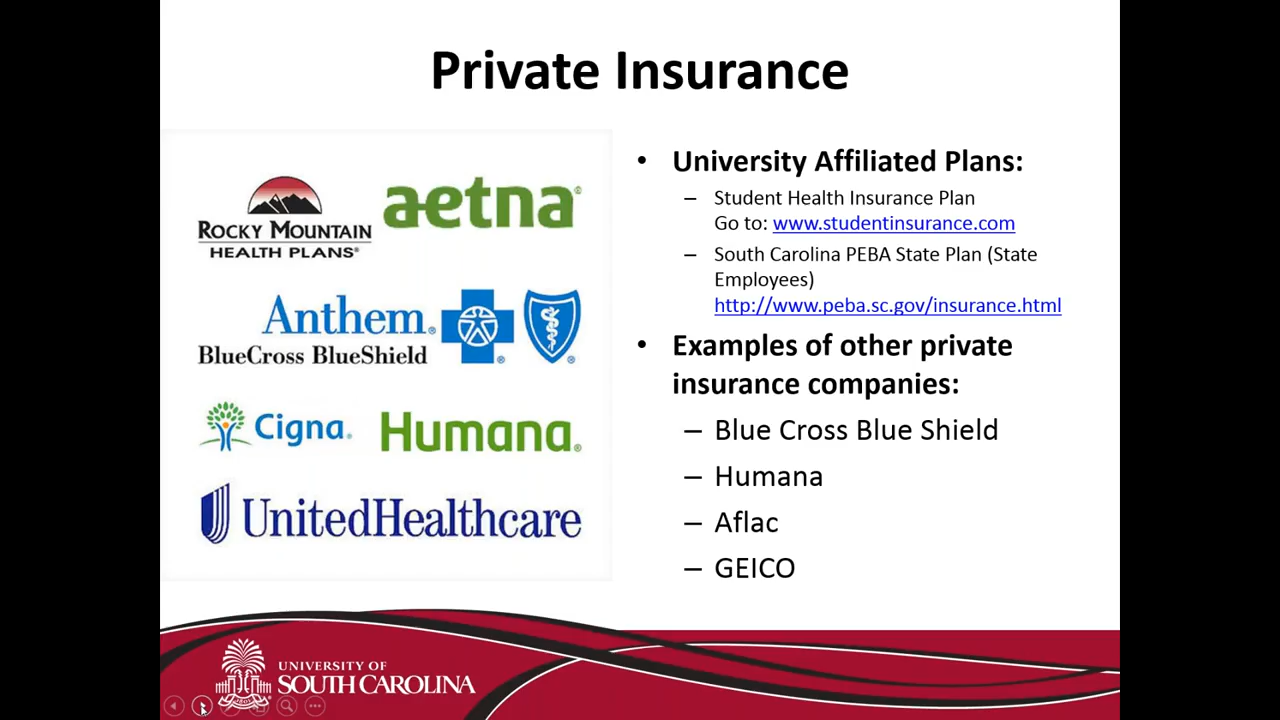 Private Insurance
ROCKY MOUNTAIN
HEALTH PLANS®
aetna®
Anthem®
BlueCross BlueShield
® ®
Cigna®
Humana®
UnitedHealthcare
• University Affiliated Plans:
– Student Health Insurance Plan
Go to: www.studentinsurance.com
– South Carolina PEBA State Plan (State
Employees)
http://www.peba.sc.gov/insurance.html
• Examples of other private
insurance companies:
– Blue Cross Blue Shield
– Humana
– Aflac
– GEICO
UNIVERSITY OF
SOUTH CAROLINA